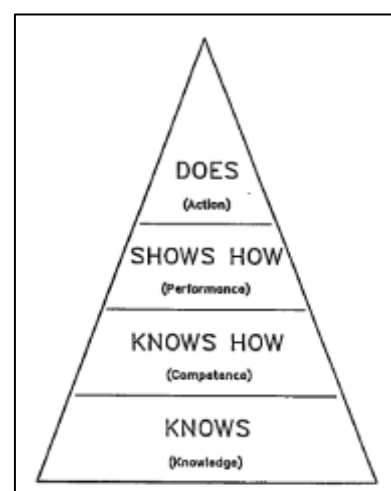 DOES
(Action)
SHOWS HOW
(Performance)
KNOWS HOW
(Competence)
KNOWS
(Knowledge)